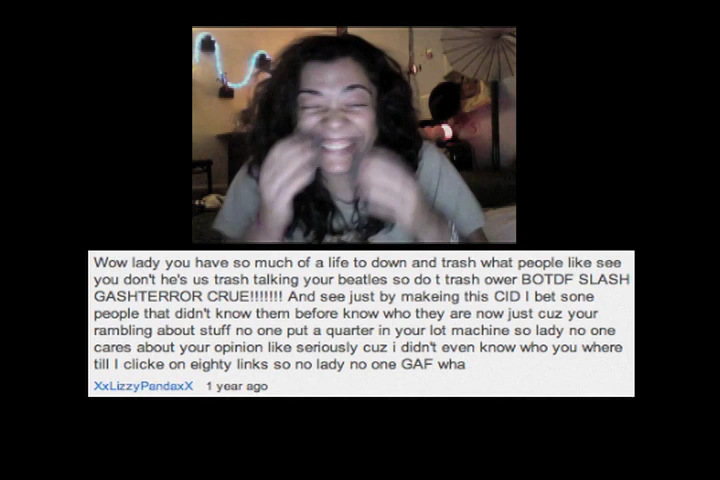 Wow lady you have so much of a life to down and trash what people like see
you don't he's us trash talking your beatles so do t trash ower BOTDF SLASH
GASHTERROR CRUE!!!!!!! And see just by makeing this CID I bet sone
people that didn't know them before know who they are now just cuz your
rambling about stuff no one put a quarter in your lot machine so lady no one
cares about your opinion like seriously cuz i didn't even know who you where
till I clicke on eighty links so no lady no one GAF wha
XxLizzyPandaxX 1 year ago